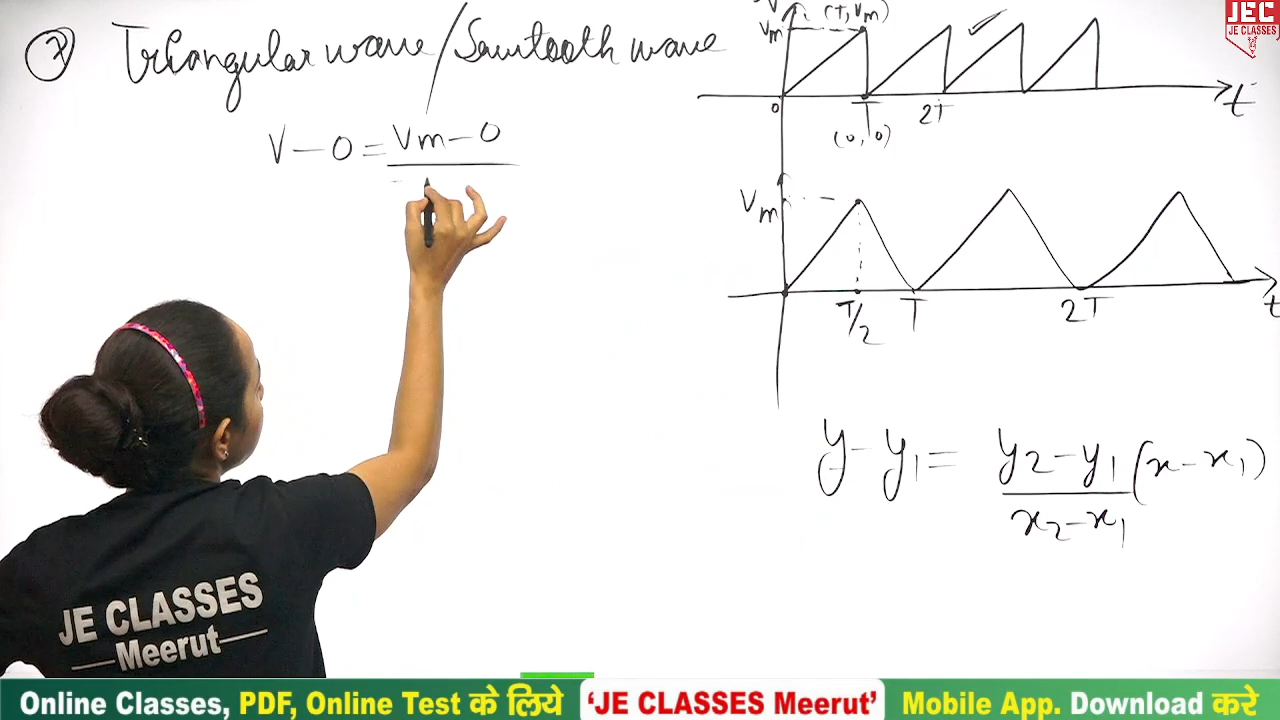 7 Triangular wave/Sawtooth wave
V - 0 = Vm - 0
V
Vm
(T, Vm)
0
T
2T
t
(0, 0)
Vm
T/2
T
2T
t
y - y1 = y2 - y1 (x - x1)
x2 - x1
JEC
JE CLASSES
JE CLASSES
Meerut
Online Classes, PDF, Online Test के लिये 'JE CLASSES Meerut' Mobile App. Download करे